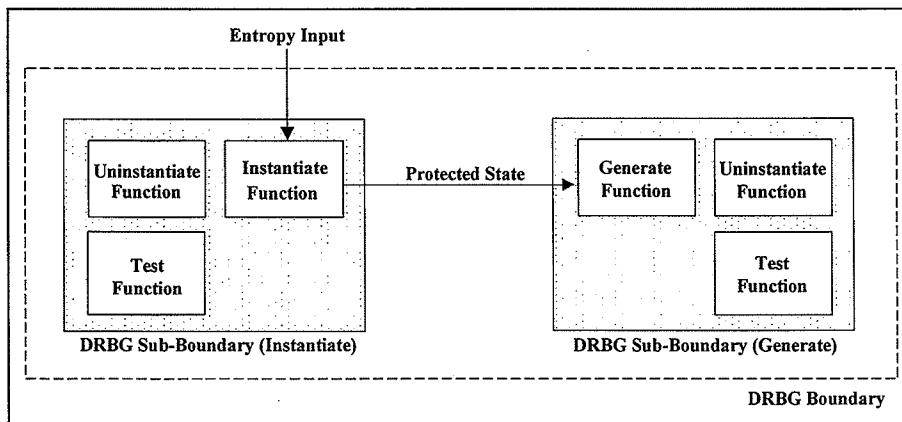 Entropy Input
Uninstantiate
Function
Instantiate
Function
Test
Function
DRBG Sub-Boundary (Instantiate)
Protected State
Generate
Function
Uninstantiate
Function
Test
Function
DRBG Sub-Boundary (Generate)
DRBG Boundary